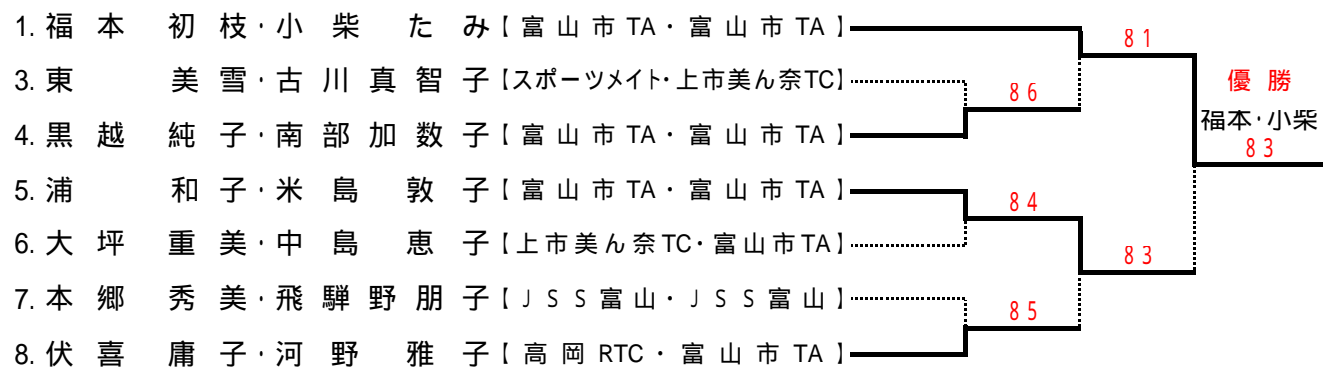 1. 福本 初枝・小柴 たみ【富山市TA・富山市TA】
81
3. 東 美雪・古川真智子【スポーツメイト・上市美ん奈TC】
86
優勝
4. 黒越 純子・南部加数子【富山市TA・富山市TA】
福本・小柴
83
5. 浦 和子・米島 敦子【富山市TA・富山市TA】
84
6. 大坪 重美・中島 恵子【上市美ん奈TC・富山市TA】
83
7. 本郷 秀美・飛騨野朋子【JSS富山・JSS富山】
85
8. 伏喜 庸子・河野 雅子【高岡RTC・富山市TA】